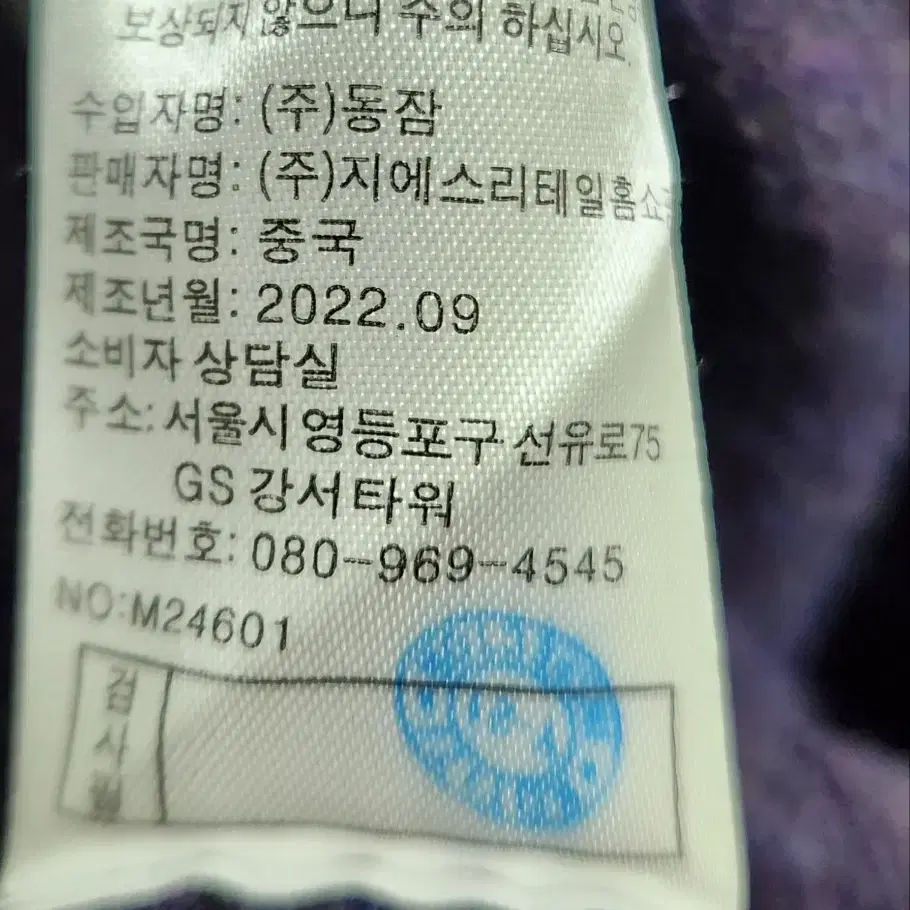 보상되지 않으니 주의 하십시오.
수입자명: (주)동잠
판매자명: (주)지에스리테일홈쇼
제조국명: 중국
제조년월: 2022.09
소비자 상담실
주소: 서울시 영등포구 선유로75
GS 강서타워
전화번호: 080-969-4545
NO:M24601
검사필